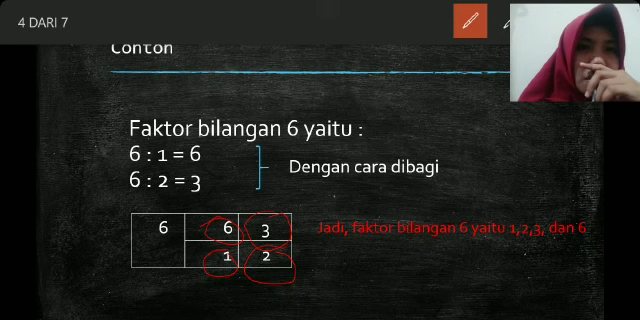 4 DARI 7
Conton
Faktor bilangan 6 yaitu :
6 : 1 = 6
6 : 2 = 3
Dengan cara dibagi
6 6 3
1 2
Jadi, faktor bilangan 6 yaitu 1,2,3, dan 6